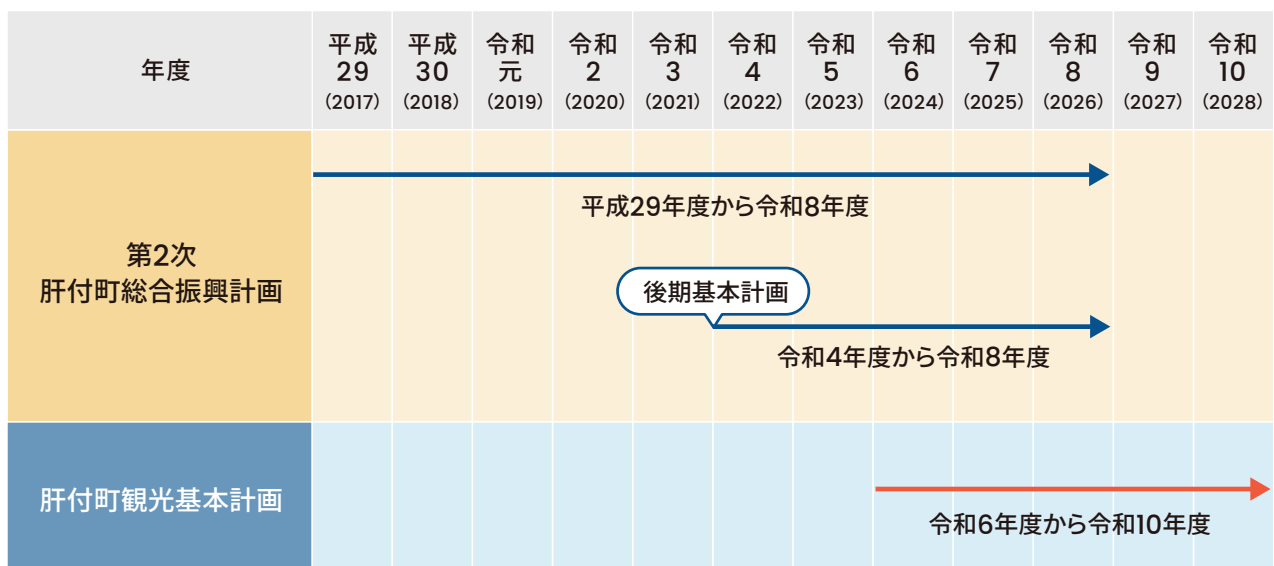 年度
平成
29
(2017)
平成
30
(2018)
令和
元
(2019)
令和
2
(2020)
令和
3
(2021)
令和
4
(2022)
令和
5
(2023)
令和
6
(2024)
令和
7
(2025)
令和
8
(2026)
令和
9
(2027)
令和
10
(2028)
第2次
肝付町総合振興計画
平成29年度から令和8年度
後期基本計画
令和4年度から令和8年度
肝付町観光基本計画
令和6年度から令和10年度